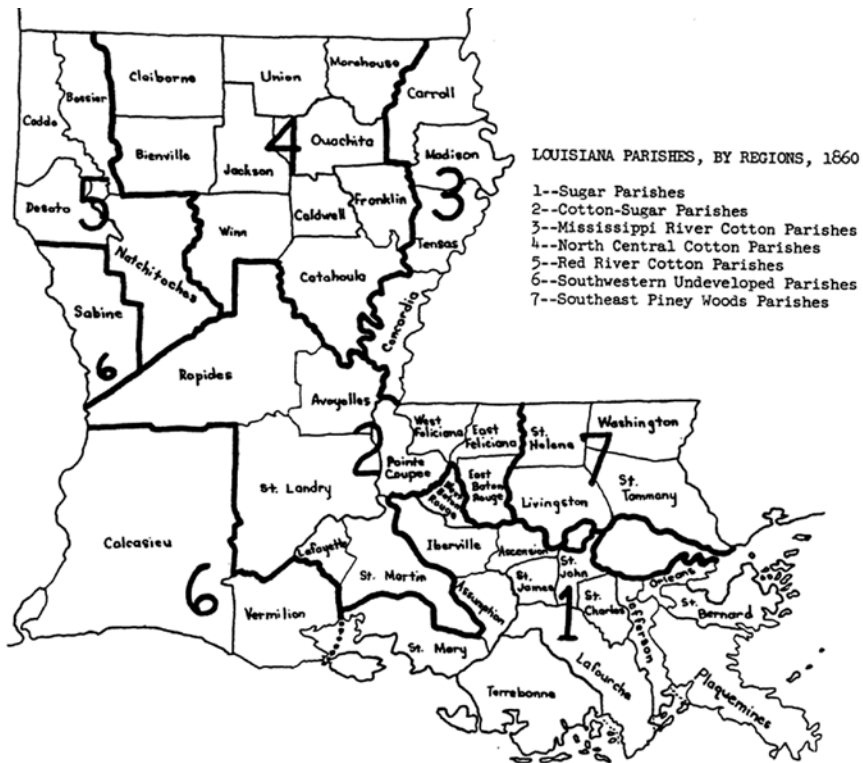 Claiborne
Union
Morehouse
Carroll
Caddo
Bossier
Bienville
Jackson
4
Ouachita
Madison
3
Desoto
5
Natchitoches
Winn
Caldwell
Franklin
Tensas
Catahoula
Concordia
Sabine
6
Rapides
Avoyelles
LOUISIANA PARISHES, BY REGIONS, 1860
1--Sugar Parishes
2--Cotton-Sugar Parishes
3--Mississippi River Cotton Parishes
4--North Central Cotton Parishes
5--Red River Cotton Parishes
6--Southwestern Undeveloped Parishes
7--Southeast Piney Woods Parishes
West
Feliciana
East
Feliciana
St.
Helene
Washington
7
2
Pointe
Coupee
West Baton
Rouge
East
Baton
Rouge
Livingston
St.
Tammany
St. Landry
Calcasieu
6
Lafayette
St. Martin
Vermilion
Iberville
Ascension
St.
John
St.
James
Assumption
1
St.
Charles
Orleans
Jefferson
St.
Bernard
St. Mary
Lafourche
Terrebonne
Plaquemines